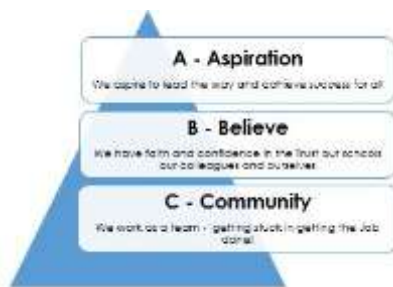 A - Aspiration
We aspire to lead the way and achieve success for all
B - Believe
We have faith and confidence in the Trust our schools
our colleagues and ourselves
C - Community
We work as a team - getting stuck in getting the Job
done!